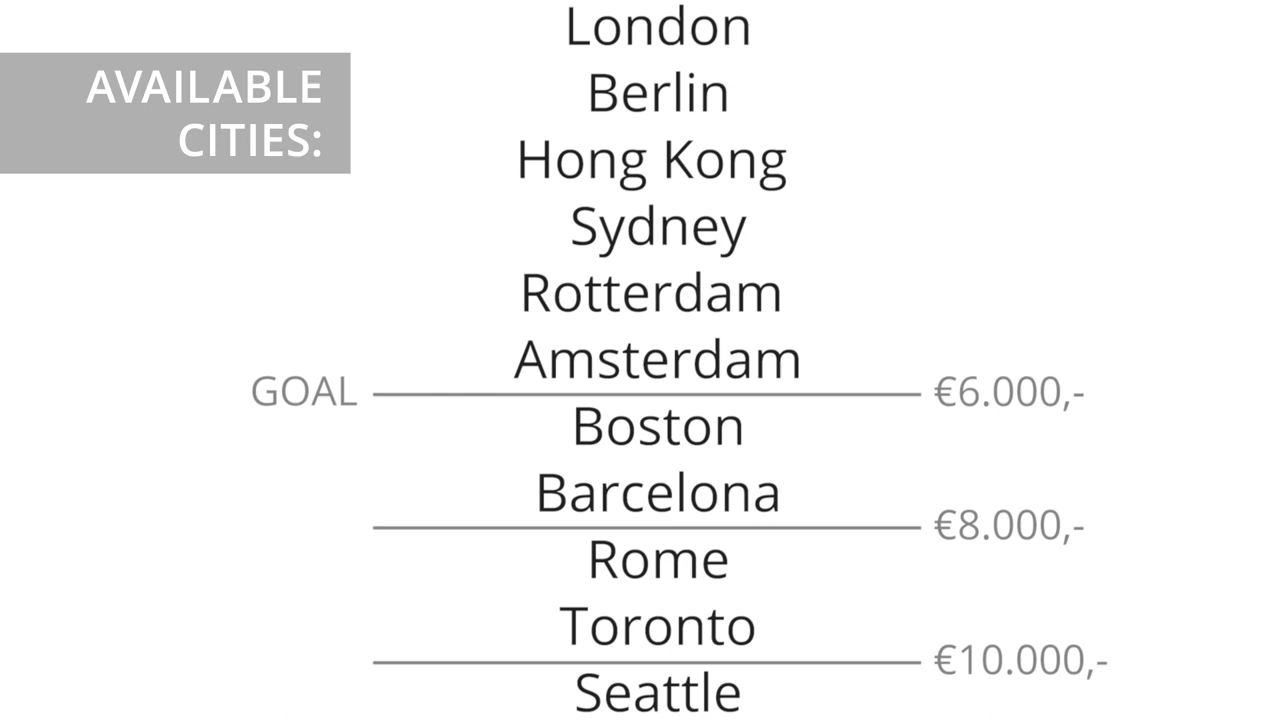 AVAILABLE
CITIES:
London
Berlin
Hong Kong
Sydney
Rotterdam
Amsterdam
GOAL €6.000,-
Boston
Barcelona
€8.000,-
Rome
Toronto
€10.000,-
Seattle